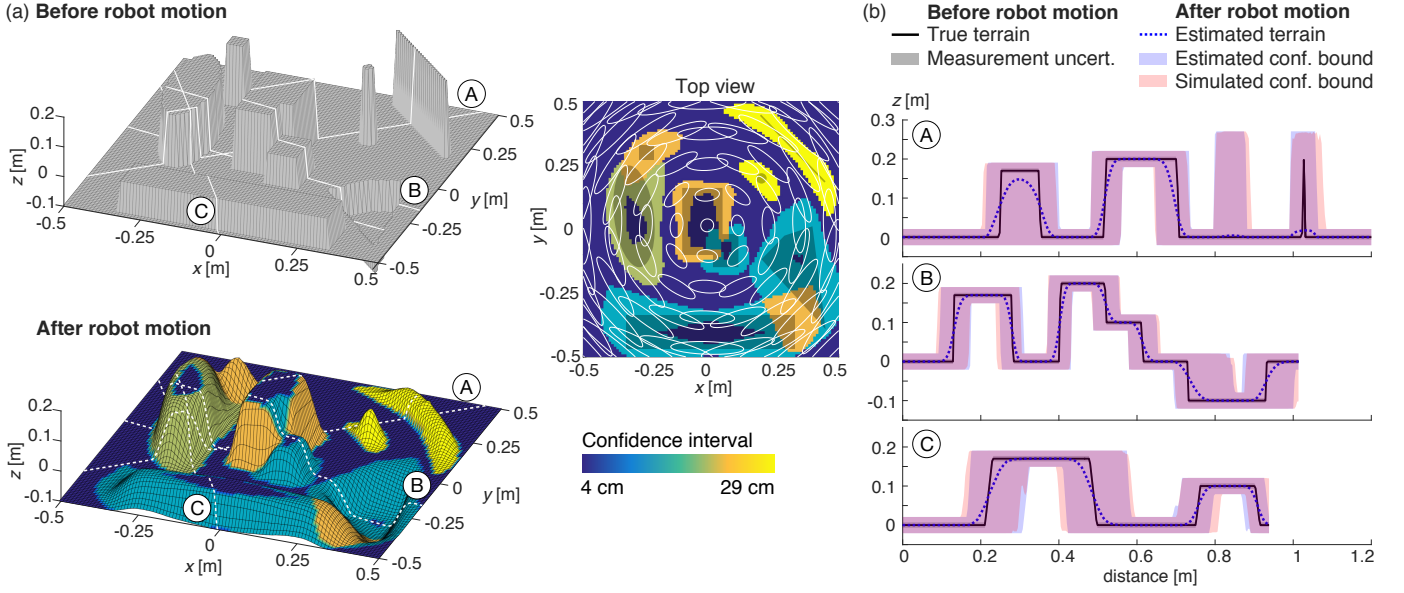 (a) Before robot motion
0.2
0.1
0
-0.1
z [m]
-0.5
-0.25
0
0.25
0.5
x [m]
-0.5
-0.25
0
0.25
0.5
y [m]
A
B
C
After robot motion
0.2
0.1
0
-0.1
z [m]
-0.5
-0.25
0
0.25
0.5
x [m]
-0.5
-0.25
0
0.25
0.5
y [m]
A
B
C
Top view
0.5
0.25
0
-0.25
-0.5
y [m]
-0.5 -0.25 0 0.25 0.5
x [m]
Confidence interval
4 cm 29 cm
(b) Before robot motion After robot motion
True terrain Estimated terrain
Measurement uncert. Estimated conf. bound
Simulated conf. bound
z [m]
0.3
A
0.2
0.1
0
B
0.2
0.1
0
-0.1
C
0.2
0.1
0
0 0.2 0.4 0.6 0.8 1 1.2
distance [m]